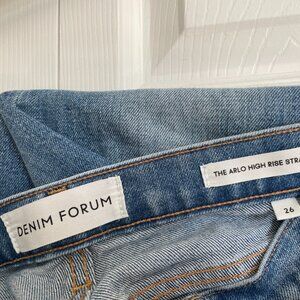 DENIM FORUM
THE ARLO HIGH RISE STRA
26